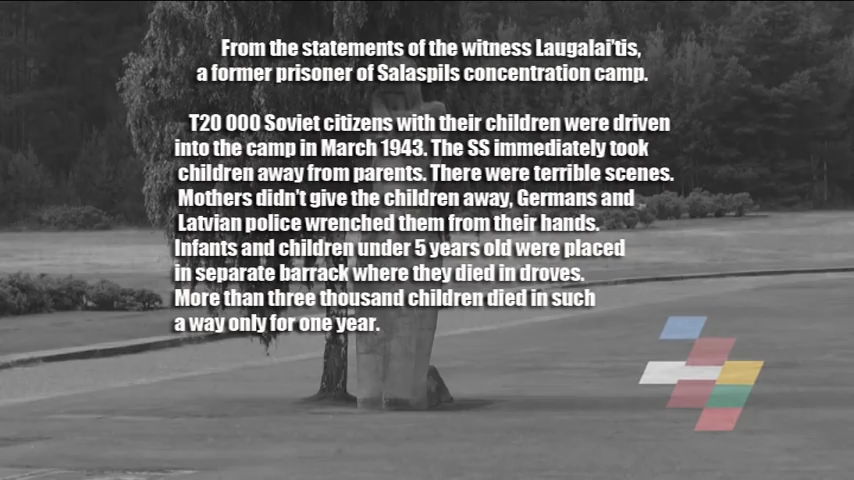 From the statements of the witness Laugalai'tis,
a former prisoner of Salaspils concentration camp.
T20 000 Soviet citizens with their children were driven
into the camp in March 1943. The SS immediately took
children away from parents. There were terrible scenes.
Mothers didn't give the children away, Germans and
Latvian police wrenched them from their hands.
Infants and children under 5 years old were placed
in separate barrack where they died in droves.
More than three thousand children died in such
a way only for one year.